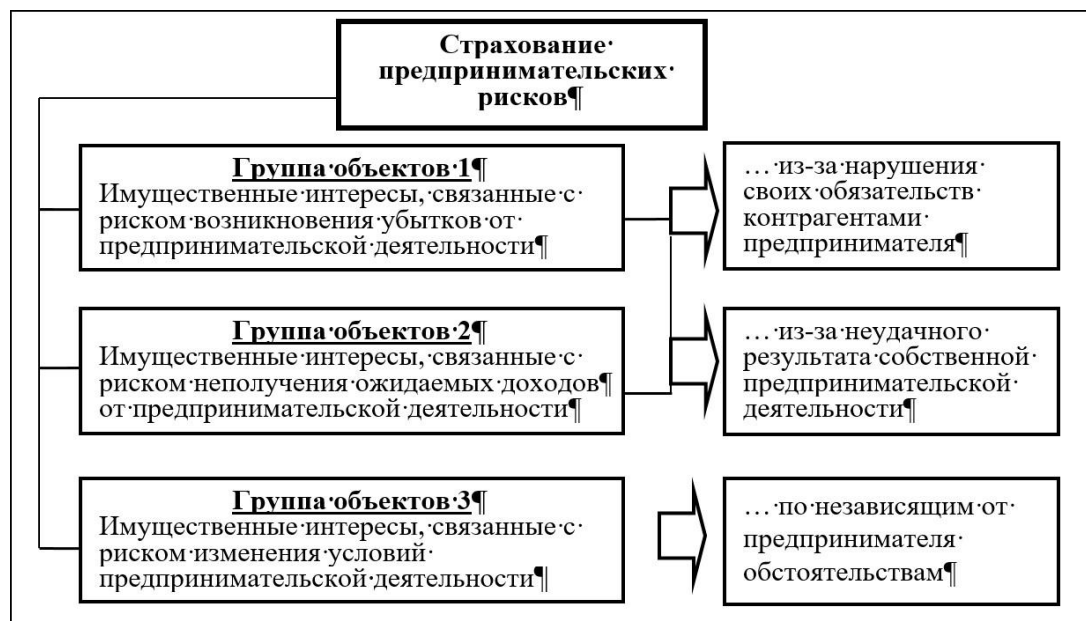 Страхование·
предпринимательских·
рисков¶
Группа·объектов·1¶
Имущественные·интересы,·связанные·с·
риском·возникновения·убытков·от·
предпринимательской·деятельности¶
…·из-за·нарушения·
своих·обязательств·
контрагентами·
предпринимателя¶
Группа·объектов·2¶
Имущественные·интересы,·связанные·с·
риском·неполучения·ожидаемых·доходов¶
от·предпринимательской·деятельности¶
…·из-за·неудачного·
результата·собственной·
предпринимательской·
деятельности¶
Группа·объектов·3¶
Имущественные·интересы,·связанные·с·
риском·изменения·условий·
предпринимательской·деятельности¶
…·по·независящим·от·
предпринимателя·
обстоятельствам¶